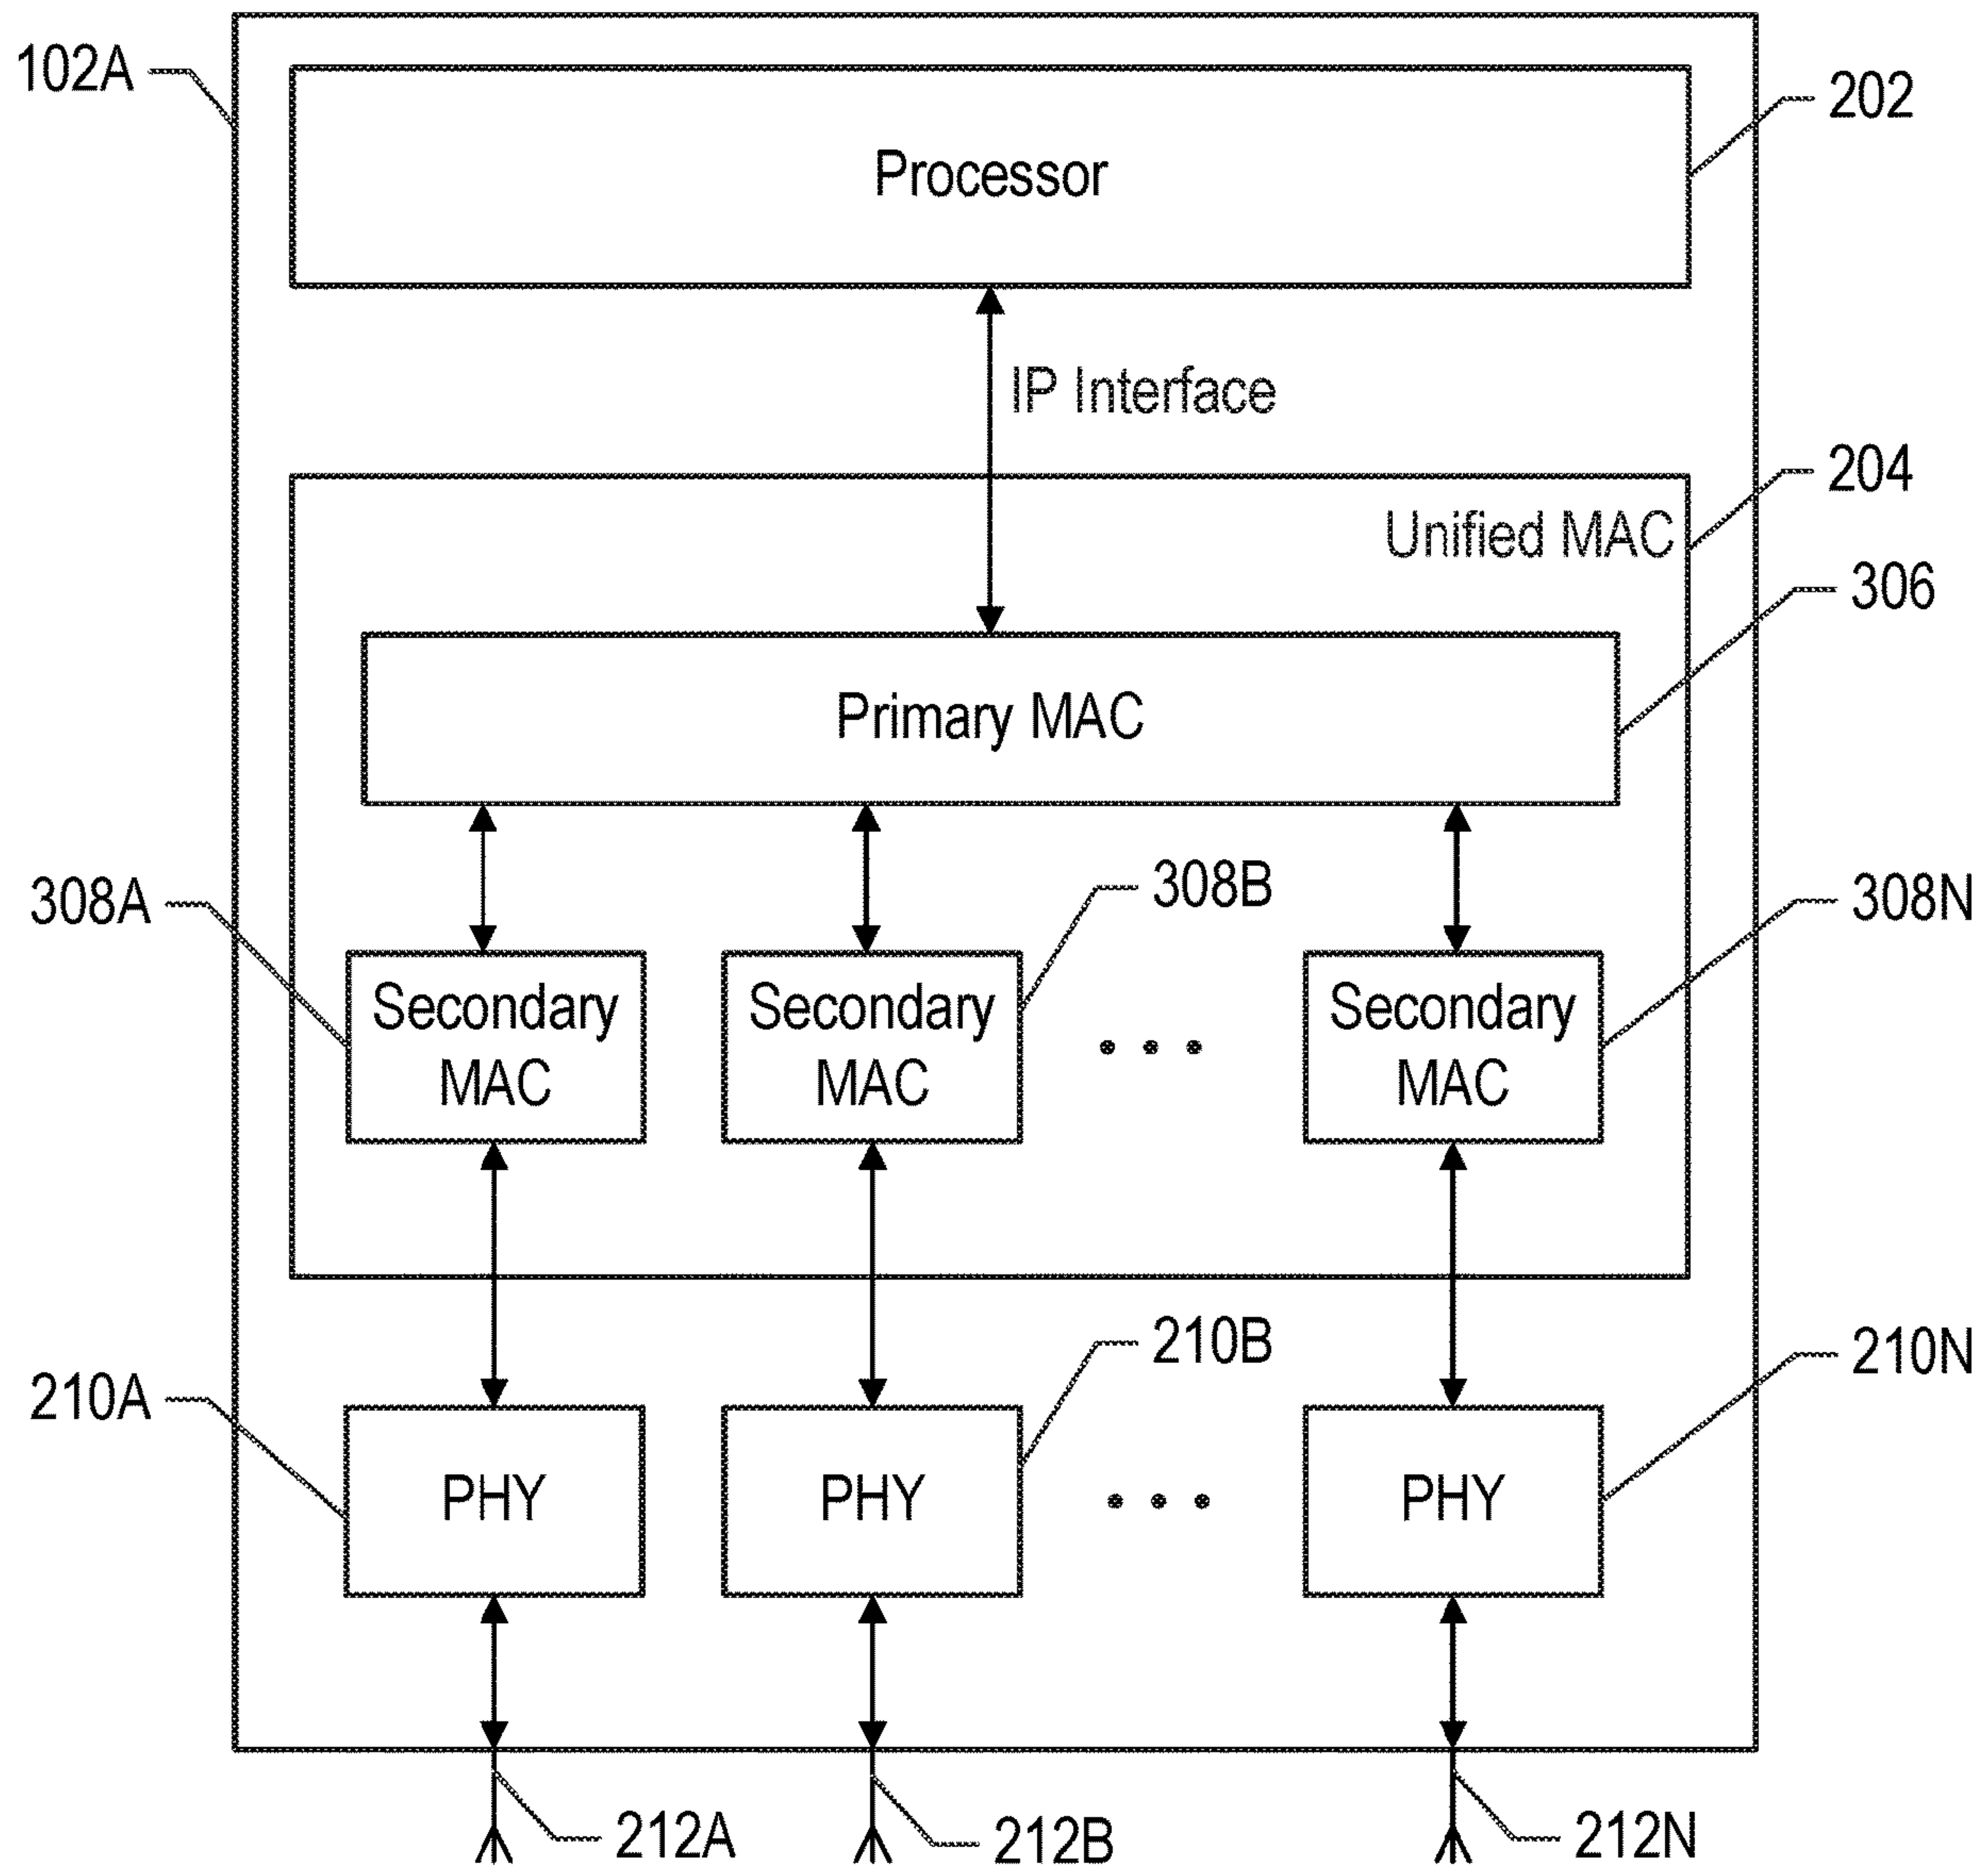 102A
202
Processor
IP Interface
204
Unified MAC
306
Primary MAC
308A
308B
308N
Secondary
MAC
Secondary
MAC
Secondary
MAC
210A
210B
210N
PHY
PHY
PHY
212A
212B
212N